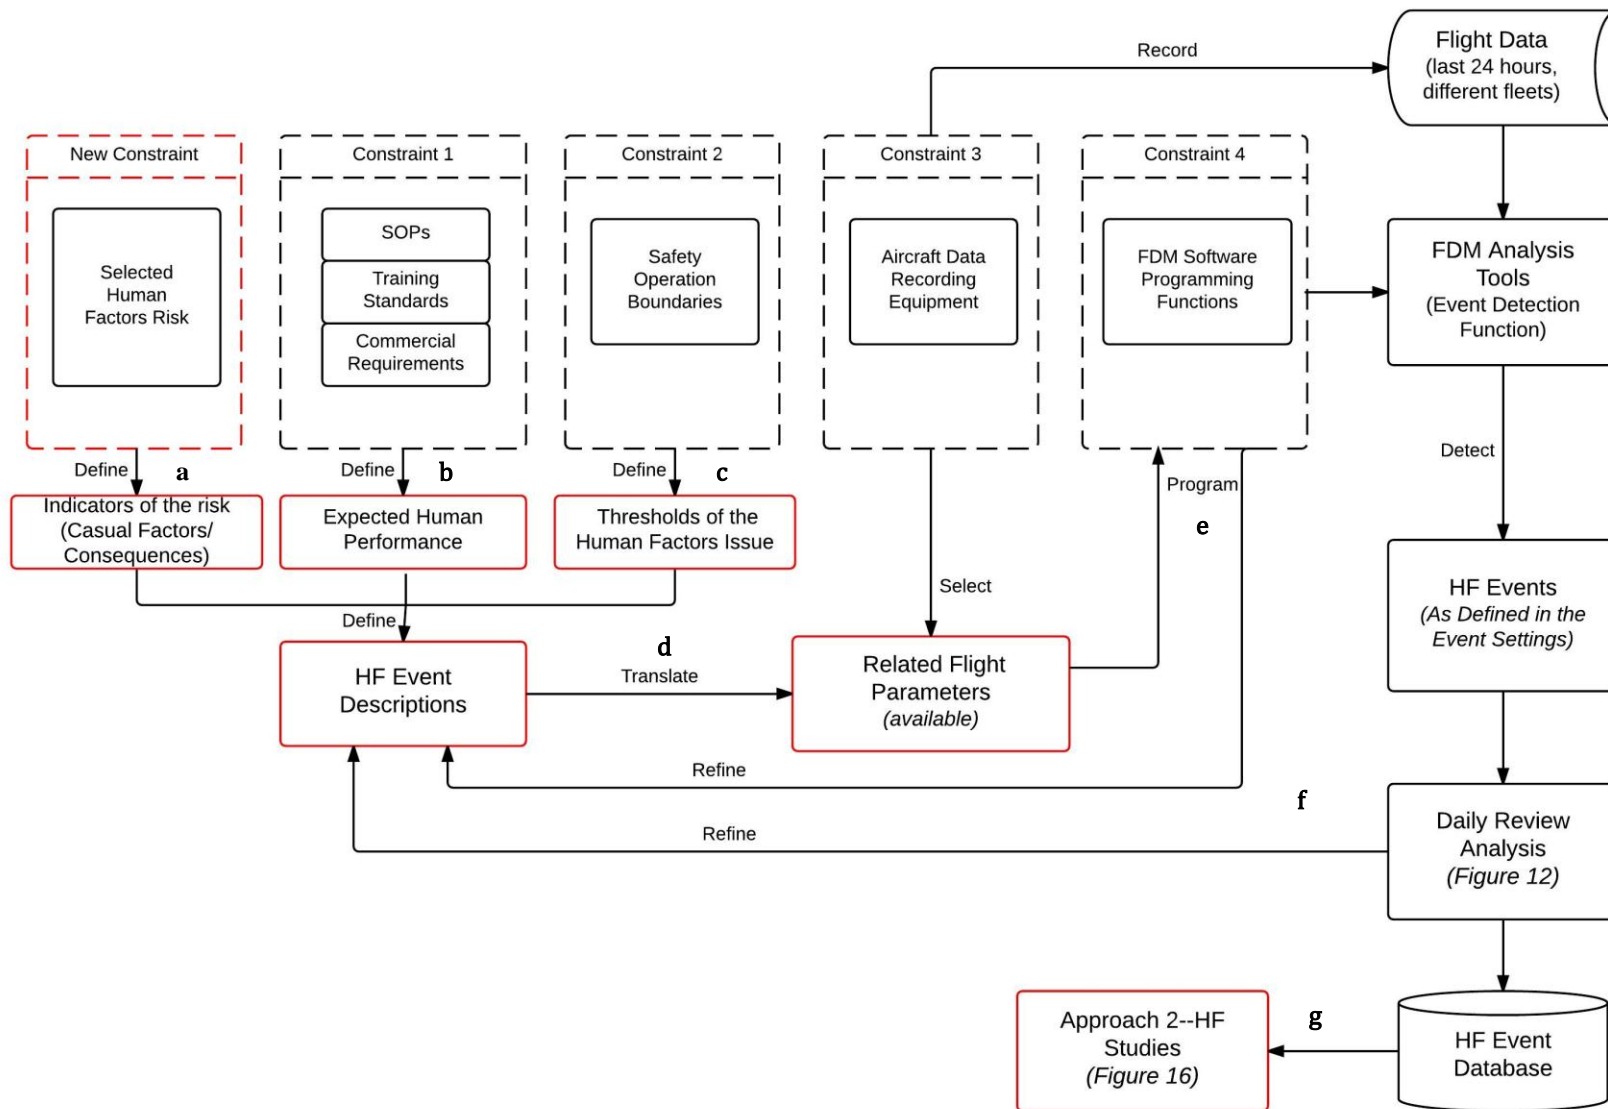 Record
Flight Data
(last 24 hours,
different fleets)
New Constraint
Constraint 1
Constraint 2
Constraint 3
Constraint 4
Selected
Human
Factors Risk
SOPs
Training
Standards
Commercial
Requirements
Safety
Operation
Boundaries
Aircraft Data
Recording
Equipment
FDM Software
Programming
Functions
FDM Analysis
Tools
(Event Detection
Function)
Define a
Define b
Define c
Program
e
Detect
Indicators of the risk
(Casual Factors/
Consequences)
Expected Human
Performance
Thresholds of the
Human Factors Issue
Select
HF Events
(As Defined in the
Event Settings)
Define
d
Translate
HF Event
Descriptions
Related Flight
Parameters
(available)
Refine
f
Refine
Daily Review
Analysis
(Figure 12)
Approach 2--HF
Studies
(Figure 16)
g
HF Event
Database